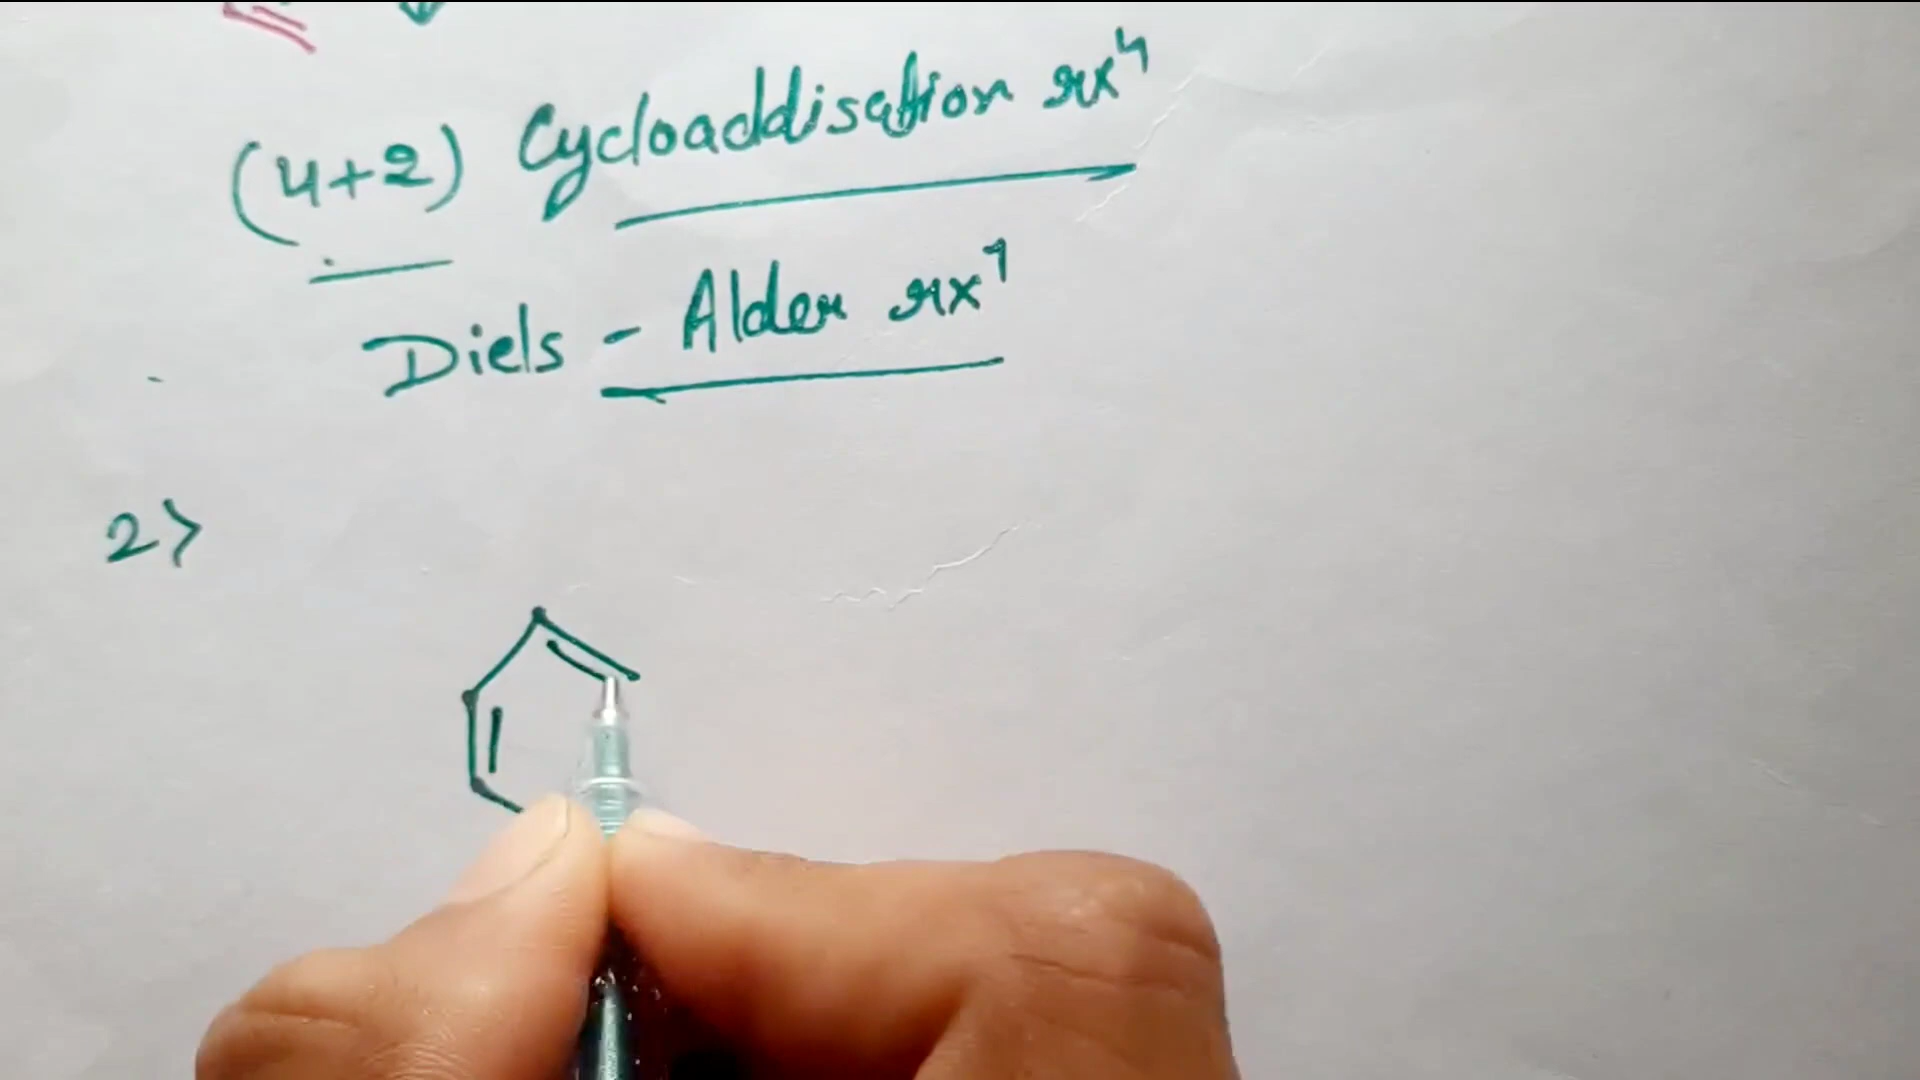 (4+2) Cycloaddisation rxⁿ
Diels - Alder rxⁿ
2>